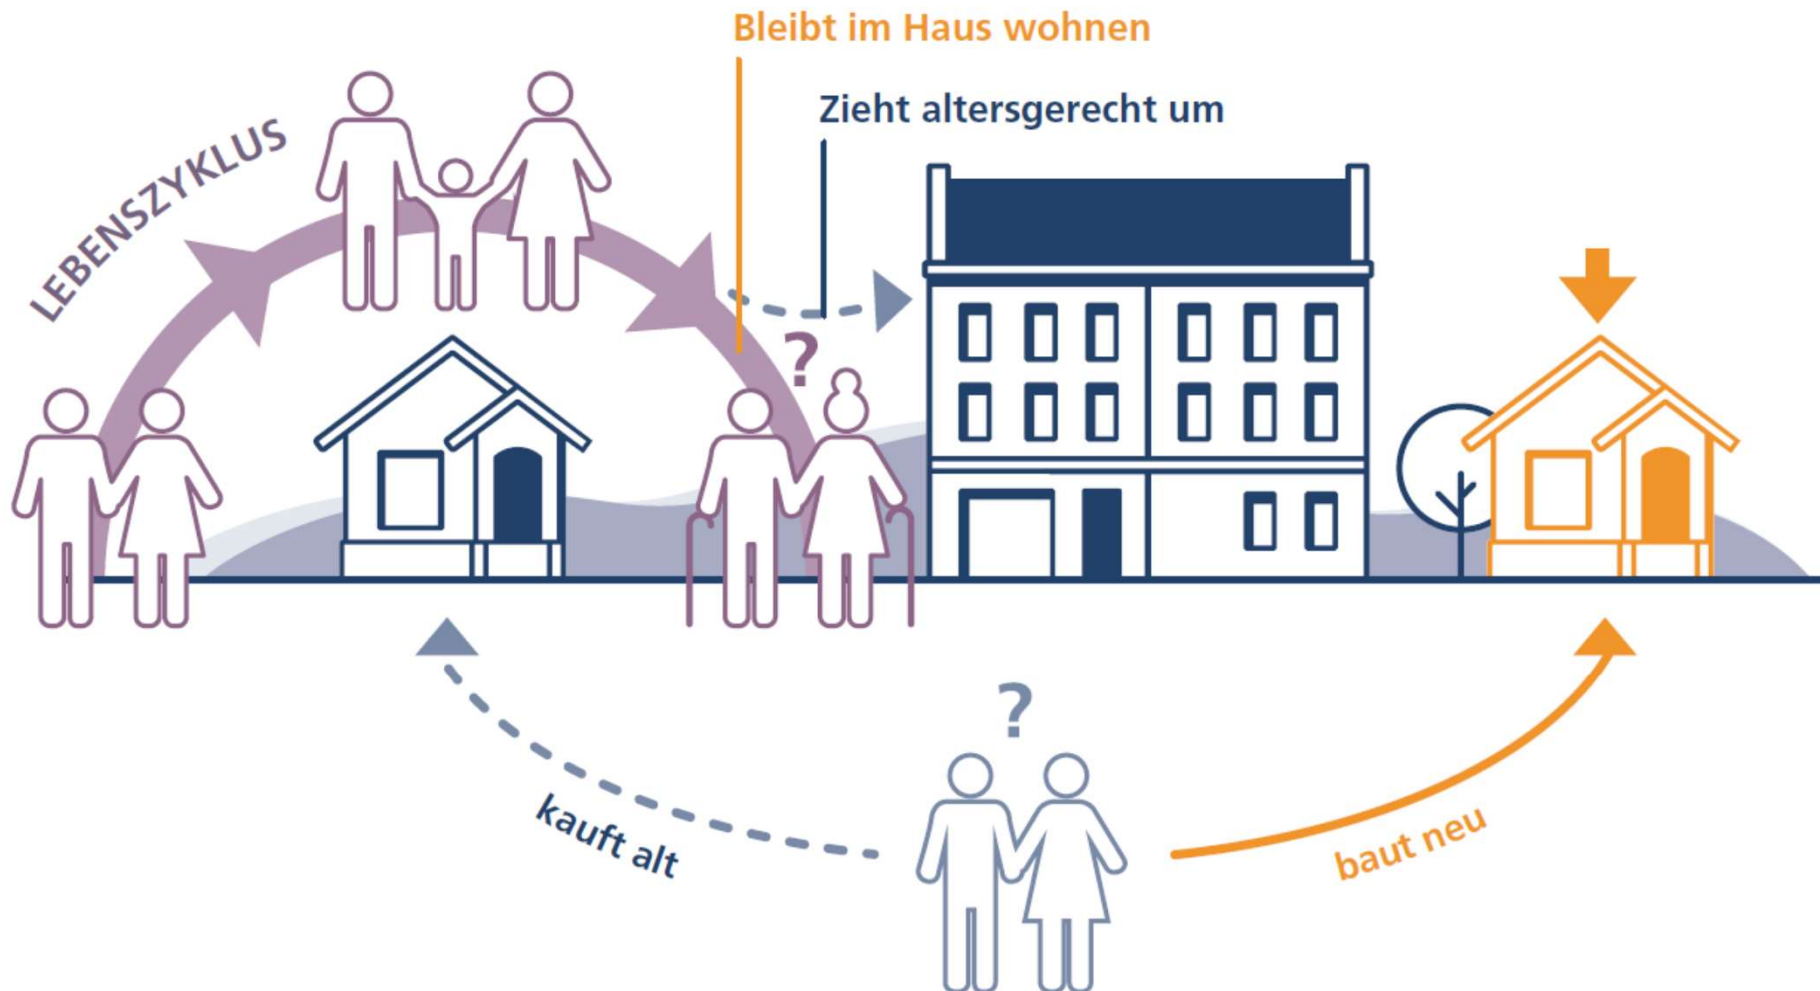 Bleibt im Haus wohnen
Zieht altersgerecht um
LEBENSZYKLUS
?
?
kauft alt
baut neu